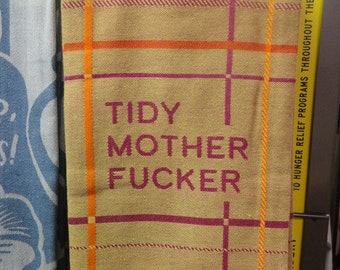 TIDY
MOTHER
FUCKER
TO HUNGER RELIEF PROGRAMS THROUGHOUT THE